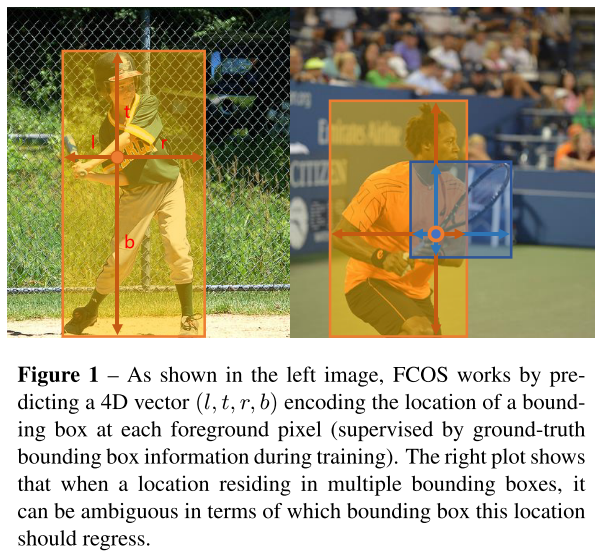 t
l
r
b
Emirates Airline
CITIZEN
Figure 1 – As shown in the left image, FCOS works by pre-
dicting a 4D vector (l, t, r, b) encoding the location of a bound-
ing box at each foreground pixel (supervised by ground-truth
bounding box information during training). The right plot shows
that when a location residing in multiple bounding boxes, it
can be ambiguous in terms of which bounding box this location
should regress.